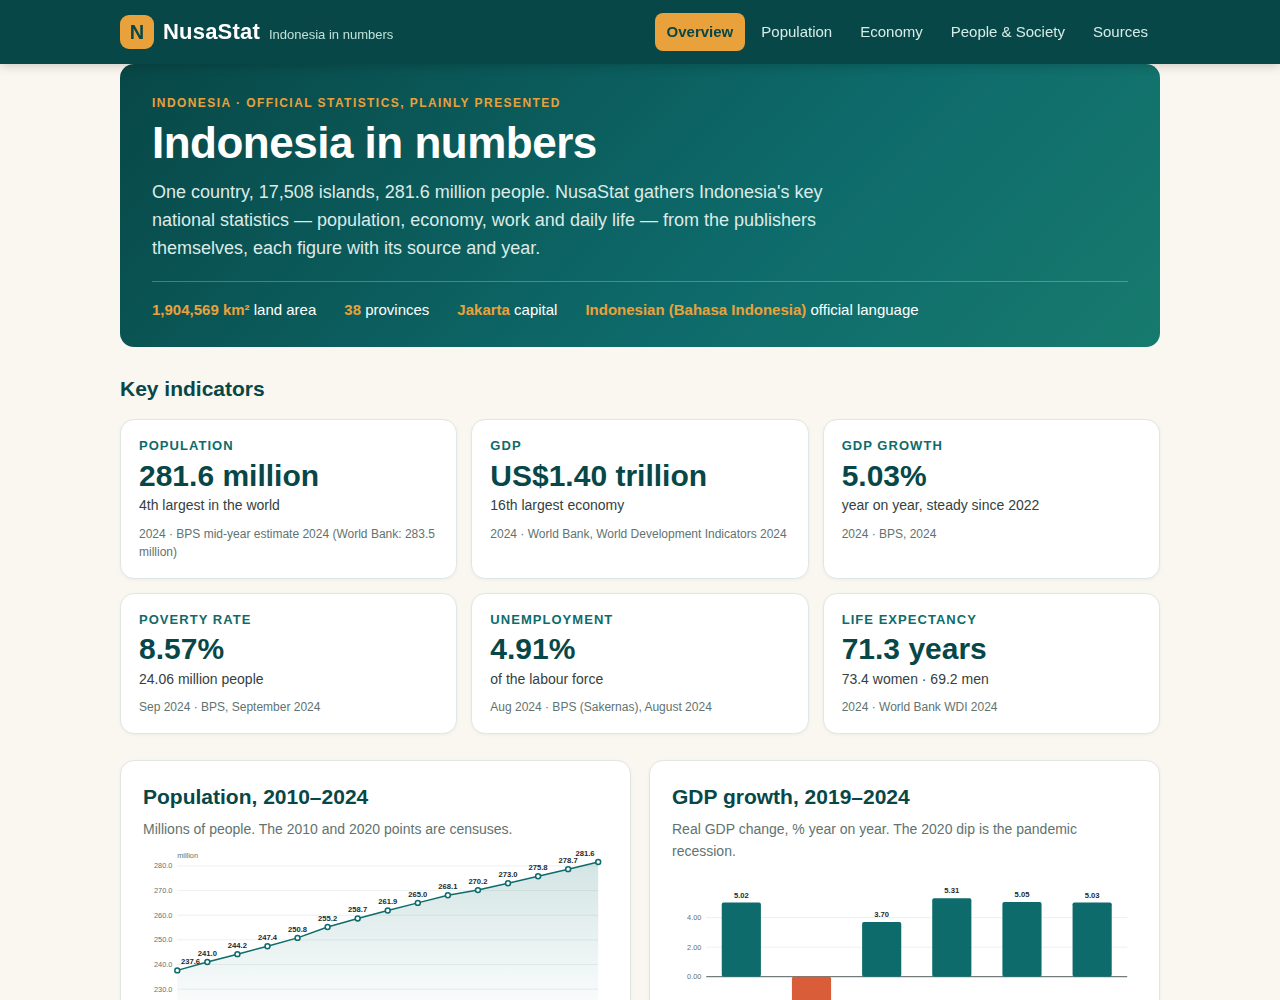 N NusaStat Indonesia in numbers Overview Population Economy People & Society Sources
INDONESIA · OFFICIAL STATISTICS, PLAINLY PRESENTED
Indonesia in numbers
One country, 17,508 islands, 281.6 million people. NusaStat gathers Indonesia's key
national statistics — population, economy, work and daily life — from the publishers
themselves, each figure with its source and year.
1,904,569 km² land area 38 provinces Jakarta capital Indonesian (Bahasa Indonesia) official language
Key indicators
POPULATION
281.6 million
4th largest in the world
2024 · BPS mid-year estimate 2024 (World Bank: 283.5
million)
GDP
US$1.40 trillion
16th largest economy
2024 · World Bank, World Development Indicators 2024
GDP GROWTH
5.03%
year on year, steady since 2022
2024 · BPS, 2024
POVERTY RATE
8.57%
24.06 million people
Sep 2024 · BPS, September 2024
UNEMPLOYMENT
4.91%
of the labour force
Aug 2024 · BPS (Sakernas), August 2024
LIFE EXPECTANCY
71.3 years
73.4 women · 69.2 men
2024 · World Bank WDI 2024
Population, 2010–2024
Millions of people. The 2010 and 2020 points are censuses.
million
280.0
270.0
260.0
250.0
240.0
230.0
237.6
241.0
244.2
247.4
250.8
255.2
258.7
261.9
265.0
268.1
270.2
273.0
275.8
278.7
281.6
GDP growth, 2019–2024
Real GDP change, % year on year. The 2020 dip is the pandemic
recession.
4.00
2.00
0.00
5.02
3.70
5.31
5.05
5.03